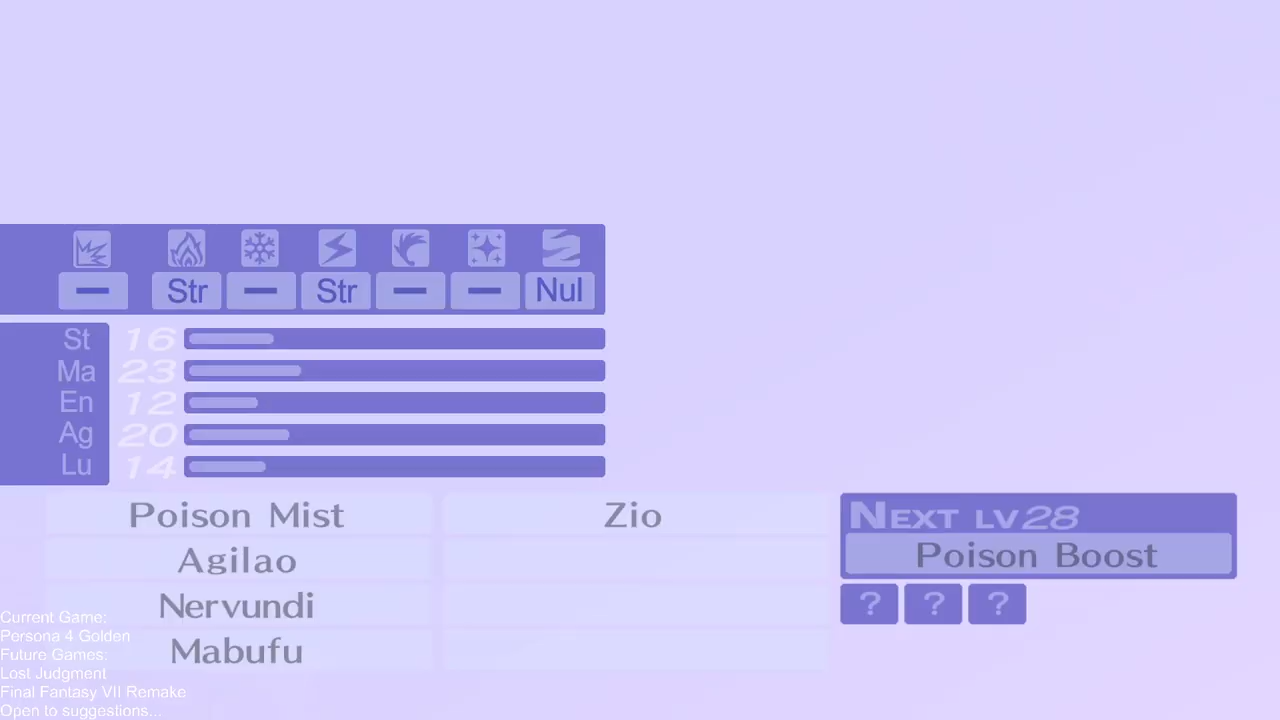 — Str — Str — — Nul
St 16
Ma 23
En 12
Ag 20
Lu 14
Poison Mist Zio
Agilao
Nervundi
Mabufu
NEXT LV28
Poison Boost
? ? ?
Current Game:
Persona 4 Golden
Future Games:
Lost Judgment
Final Fantasy VII Remake
Open to suggestions...